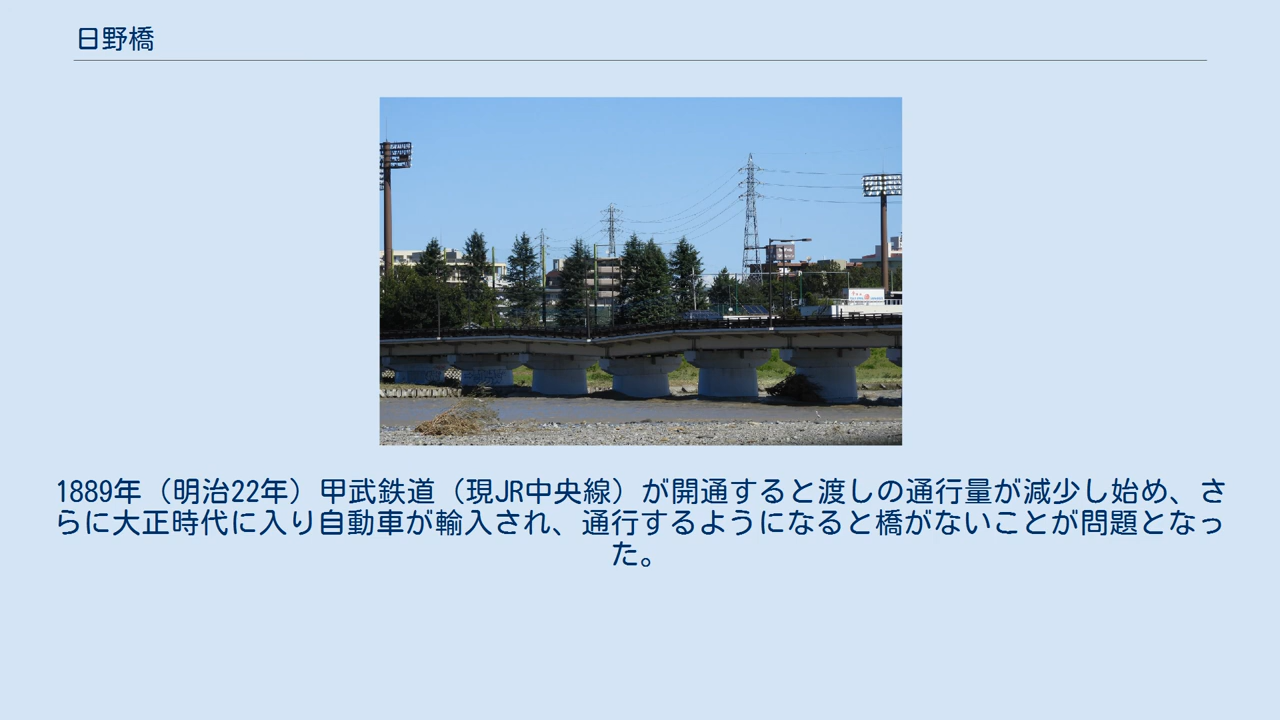 日野橋
1889年（明治22年）甲武鉄道（現JR中央線）が開通すると渡しの通行量が減少し始め、さ
らに大正時代に入り自動車が輸入され、通行するようになると橋がないことが問題となっ
た。